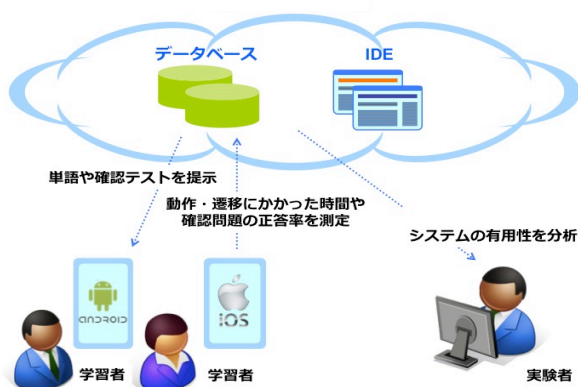 データベース
IDE
単語や確認テストを提示
動作・遷移にかかった時間や
確認問題の正答率を測定
システムの有用性を分析
ANDROID
iOS
学習者
学習者
実験者